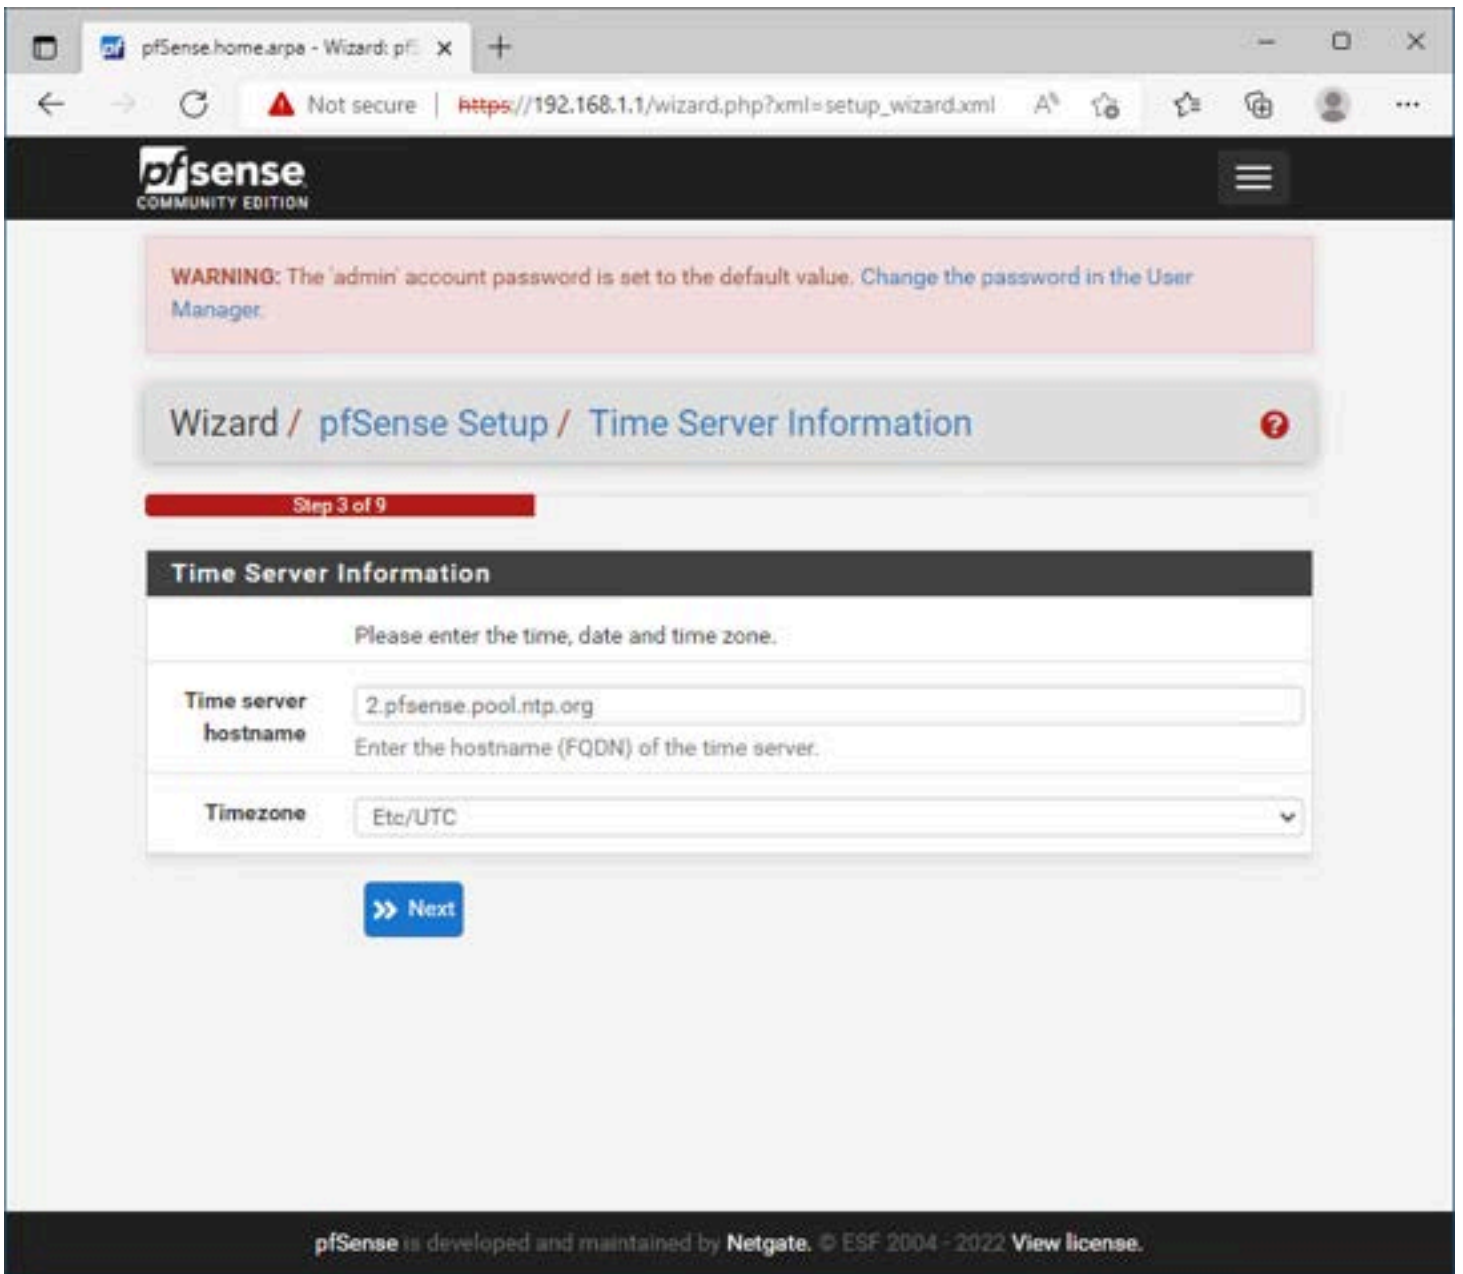 pfSense.home.arpa - Wizard: pfS
Not secure | https://192.168.1.1/wizard.php?xml=setup_wizard.xml
pfsense
COMMUNITY EDITION
WARNING: The 'admin' account password is set to the default value. Change the password in the User
Manager.
Wizard / pfSense Setup / Time Server Information
Step 3 of 9
Time Server Information
Please enter the time, date and time zone.
Time server
hostname
2.pfsense.pool.ntp.org
Enter the hostname (FQDN) of the time server.
Timezone
Etc/UTC
Next
pfSense is developed and maintained by Netgate. © ESF 2004 - 2022 View license.